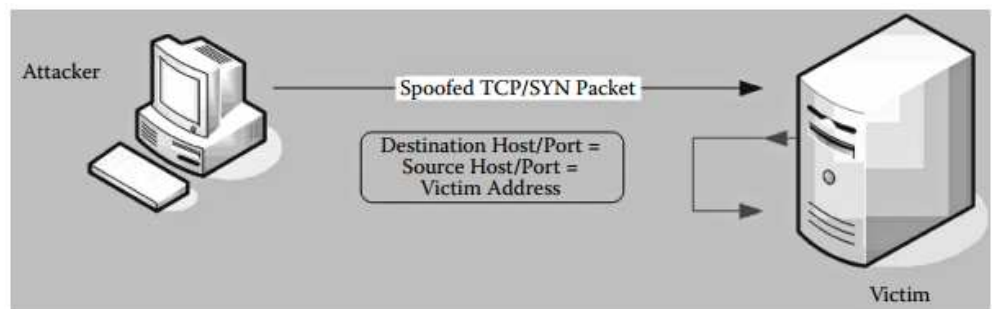 Attacker
Spoofed TCP/SYN Packet
Destination Host/Port =
Source Host/Port =
Victim Address
Victim